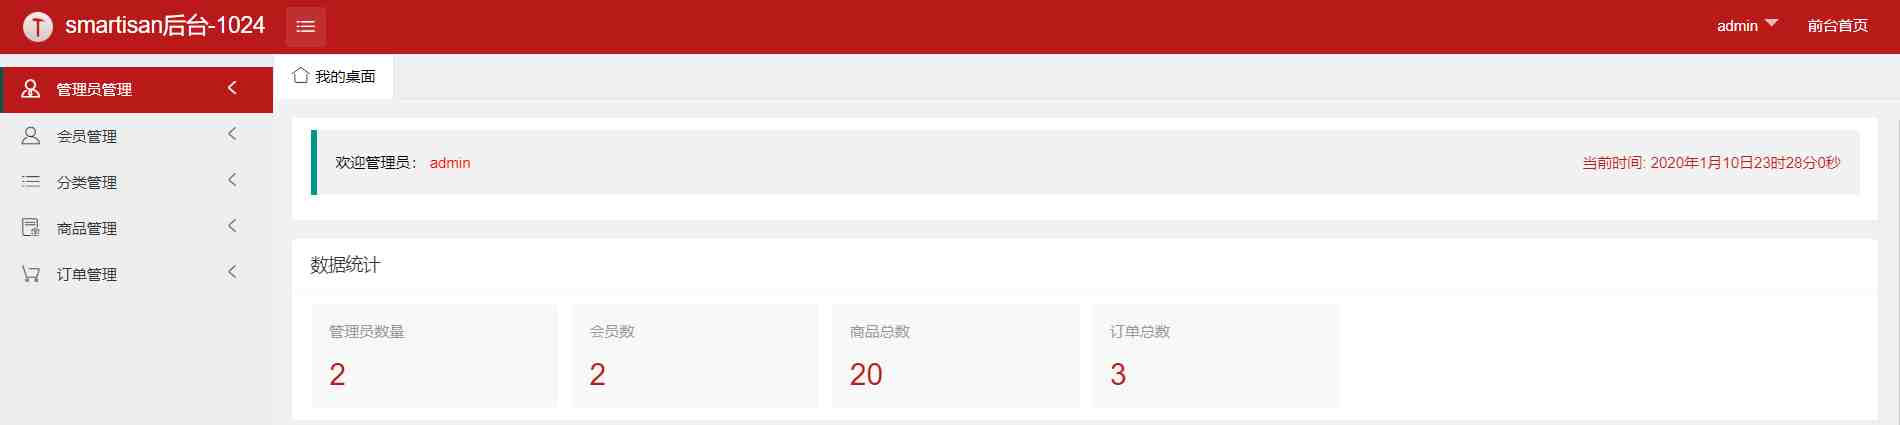 smartisan后台-1024
admin
前台首页
管理员管理
会员管理
分类管理
商品管理
订单管理
我的桌面
欢迎管理员： admin
当前时间: 2020年1月10日23时28分0秒
数据统计
管理员数量
2
会员数
2
商品总数
20
订单总数
3